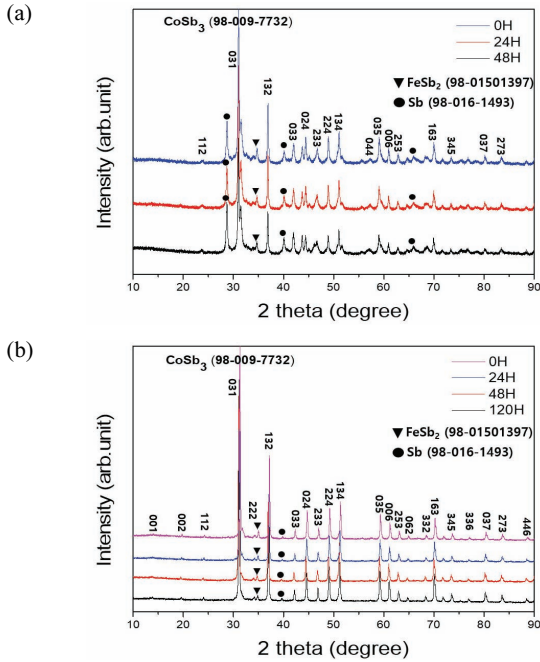 (a)
CoSb3 (98-009-7732)
0H
24H
48H
FeSb2 (98-01501397)
Sb (98-016-1493)
112
031
132
033
024
233
224
134
044
035
006
253
163
345
037
273
Intensity (arb.unit)
10 20 30 40 50 60 70 80 90
2 theta (degree)
(b)
CoSb3 (98-009-7732)
0H
24H
48H
120H
FeSb2 (98-01501397)
Sb (98-016-1493)
001
002
112
031
222
132
033
024
233
224
134
035
006
253
062
332
163
345
336
037
273
446
Intensity (arb.unit)
10 20 30 40 50 60 70 80 90
2 theta (degree)